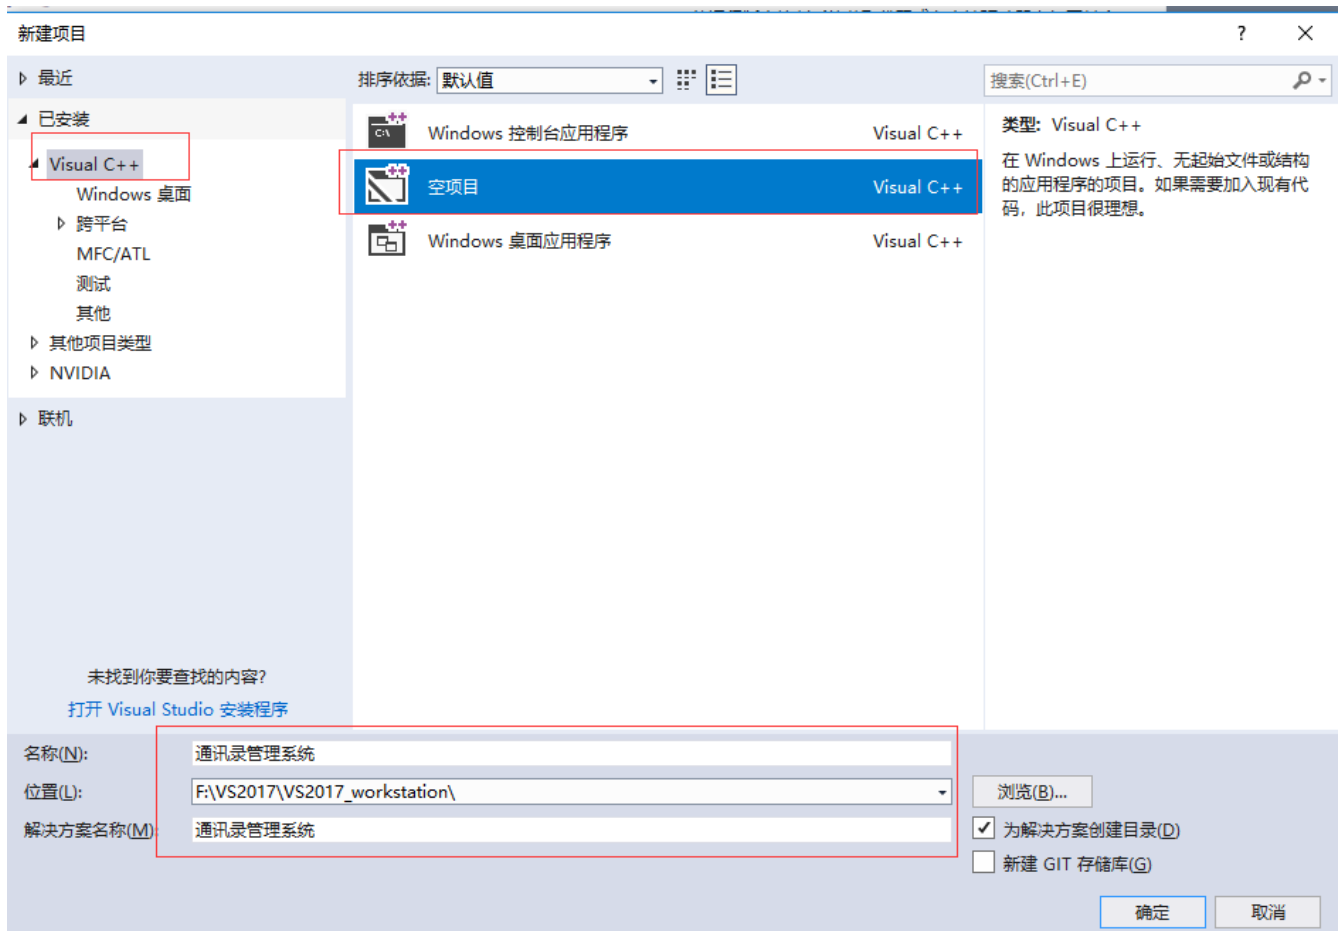 新建项目
?
最近
排序依据: 默认值
搜索(Ctrl+E)
已安装
Visual C++
Windows 桌面
跨平台
MFC/ATL
测试
其他
其他项目类型
NVIDIA
联机
未找到你要查找的内容?
打开 Visual Studio 安装程序
Windows 控制台应用程序 Visual C++
空项目 Visual C++
Windows 桌面应用程序 Visual C++
类型: Visual C++
在 Windows 上运行、无起始文件或结构
的应用程序的项目。如果需要加入现有代
码，此项目很理想。
名称(N): 通讯录管理系统
位置(L): F:\VS2017\VS2017_workstation\
浏览(B)...
解决方案名称(M): 通讯录管理系统
为解决方案创建目录(D)
新建 GIT 存储库(G)
确定 取消